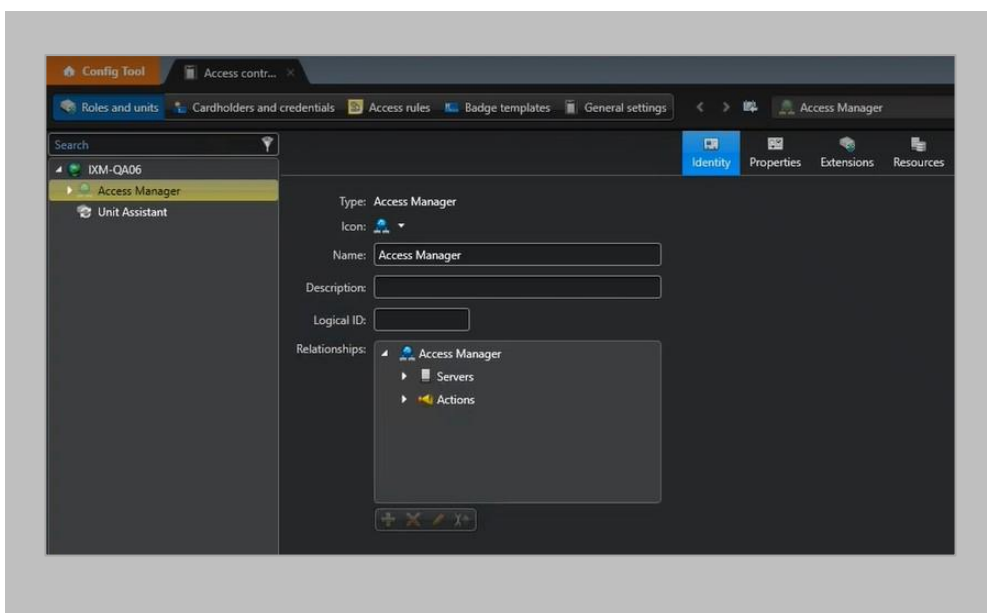 Config Tool
Access contr...
Roles and units
Cardholders and credentials
Access rules
Badge templates
General settings
Access Manager
Search
Identity
Properties
Extensions
Resources
IXM-QA06
Access Manager
Unit Assistant
Type: Access Manager
Icon:
Name: Access Manager
Description:
Logical ID:
Relationships:
Access Manager
Servers
Actions